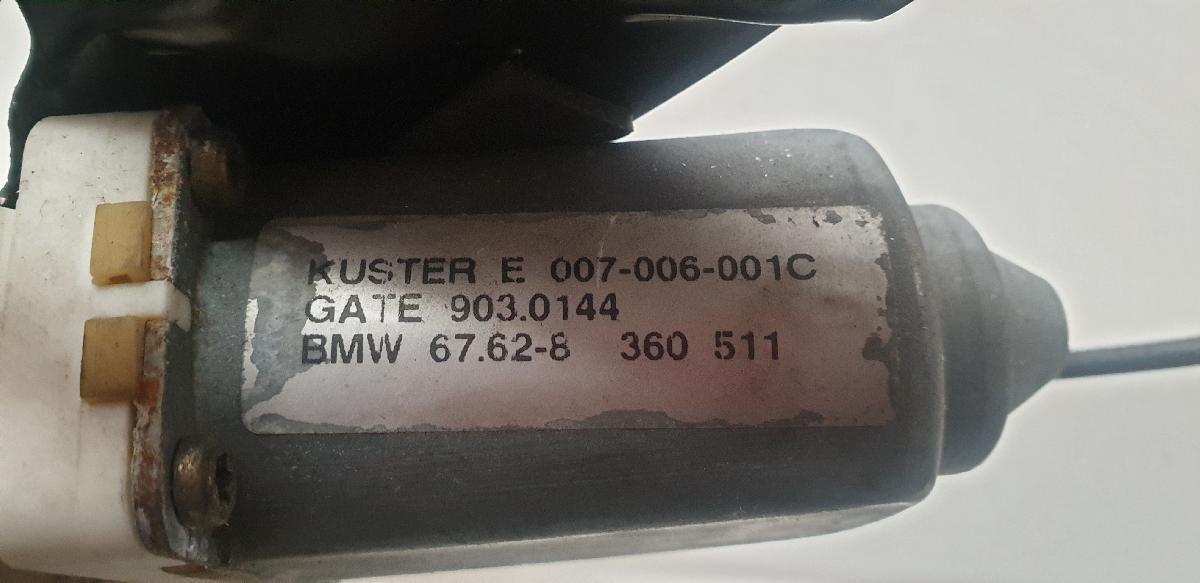 KUSTER E 007-006-001C
GATE 903.0144
BMW 67.62-8 360 511